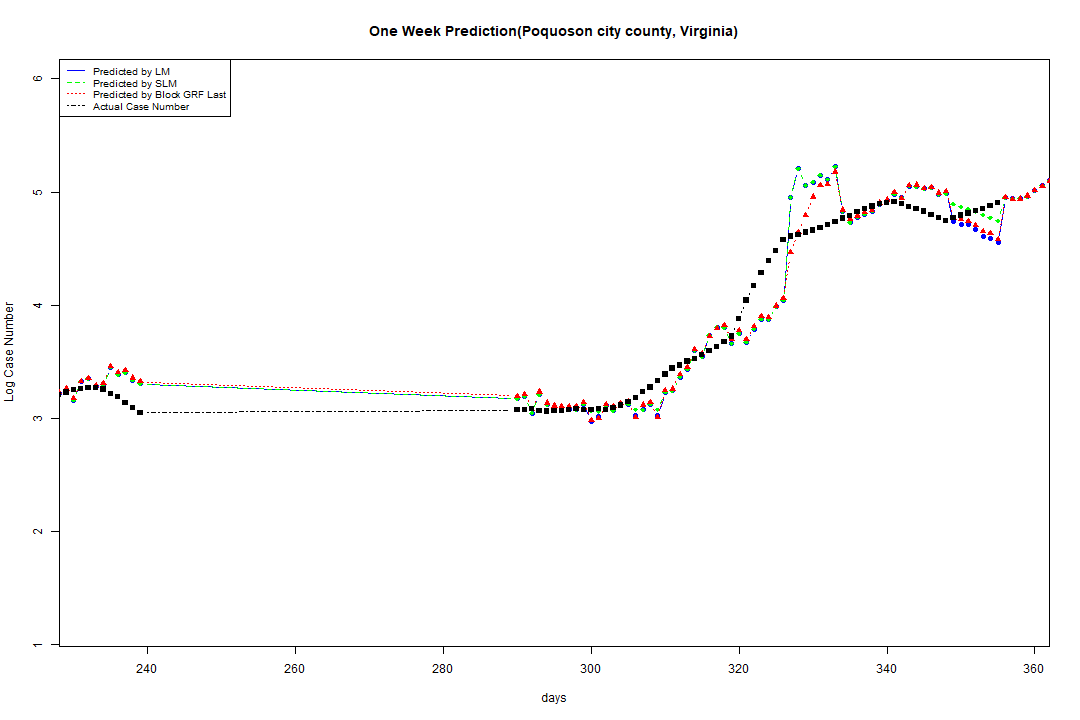 One Week Prediction(Poquoson city county, Virginia)
Predicted by LM
Predicted by SLM
Predicted by Block GRF Last
Actual Case Number
6
5
4
3
2
1
Log Case Number
240 260 280 300 320 340 360
days